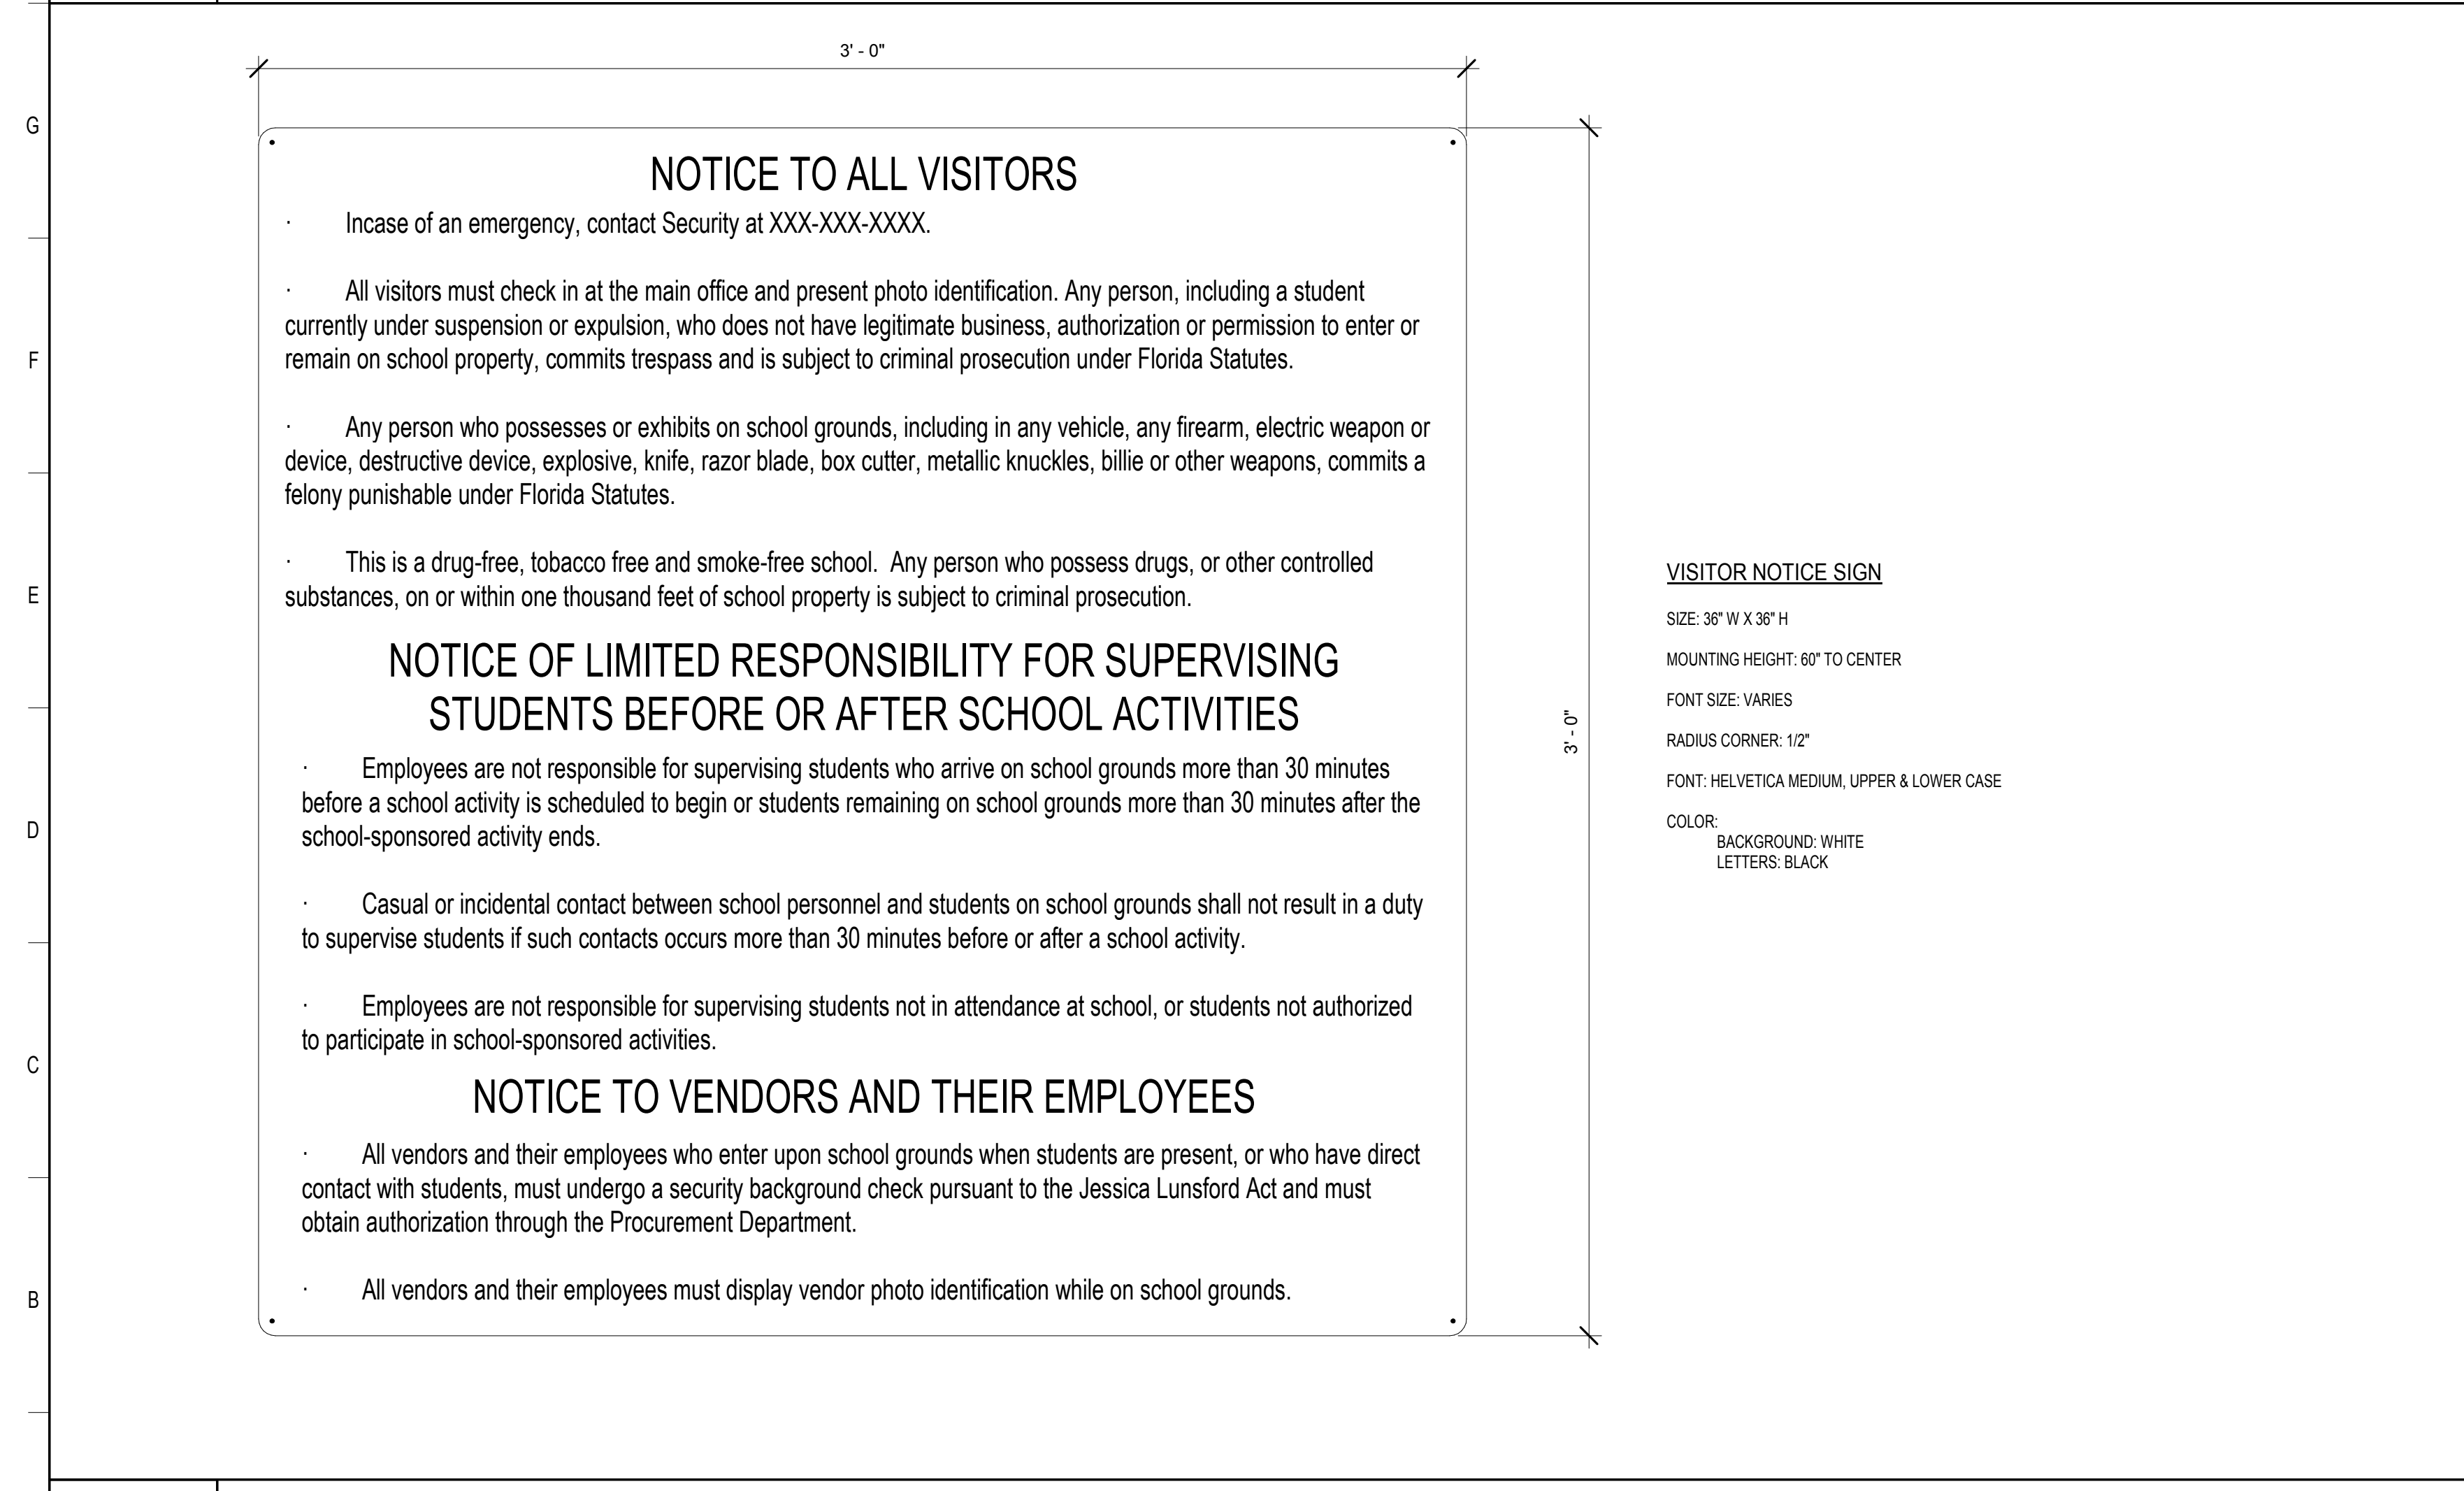 3' - 0"
G
NOTICE TO ALL VISITORS
· Incase of an emergency, contact Security at XXX-XXX-XXXX.
· All visitors must check in at the main office and present photo identification. Any person, including a student
currently under suspension or expulsion, who does not have legitimate business, authorization or permission to enter or
remain on school property, commits trespass and is subject to criminal prosecution under Florida Statutes.
F
· Any person who possesses or exhibits on school grounds, including in any vehicle, any firearm, electric weapon or
device, destructive device, explosive, knife, razor blade, box cutter, metallic knuckles, billie or other weapons, commits a
felony punishable under Florida Statutes.
· This is a drug-free, tobacco free and smoke-free school.  Any person who possess drugs, or other controlled
substances, on or within one thousand feet of school property is subject to criminal prosecution.
E
NOTICE OF LIMITED RESPONSIBILITY FOR SUPERVISING
STUDENTS BEFORE OR AFTER SCHOOL ACTIVITIES
· Employees are not responsible for supervising students who arrive on school grounds more than 30 minutes
before a school activity is scheduled to begin or students remaining on school grounds more than 30 minutes after the
school-sponsored activity ends.
D
· Casual or incidental contact between school personnel and students on school grounds shall not result in a duty
to supervise students if such contacts occurs more than 30 minutes before or after a school activity.
· Employees are not responsible for supervising students not in attendance at school, or students not authorized
to participate in school-sponsored activities.
C
NOTICE TO VENDORS AND THEIR EMPLOYEES
· All vendors and their employees who enter upon school grounds when students are present, or who have direct
contact with students, must undergo a security background check pursuant to the Jessica Lunsford Act and must
obtain authorization through the Procurement Department.
· All vendors and their employees must display vendor photo identification while on school grounds.
B
3' - 0"
VISITOR NOTICE SIGN
SIZE: 36" W X 36" H
MOUNTING HEIGHT: 60" TO CENTER
FONT SIZE: VARIES
RADIUS CORNER: 1/2"
FONT: HELVETICA MEDIUM, UPPER & LOWER CASE
COLOR:
BACKGROUND: WHITE
LETTERS: BLACK